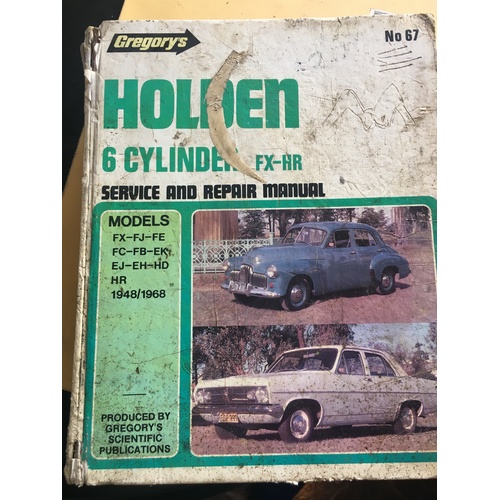 Gregory's
No 67
HOLDEN
6 CYLINDER FX-HR
SERVICE AND REPAIR MANUAL
MODELS
FX-FJ-FE
FC-FB-EK
EJ-EH-HD
HR
1948/1968
PRODUCED BY
GREGORY'S
SCIENTIFIC
PUBLICATIONS